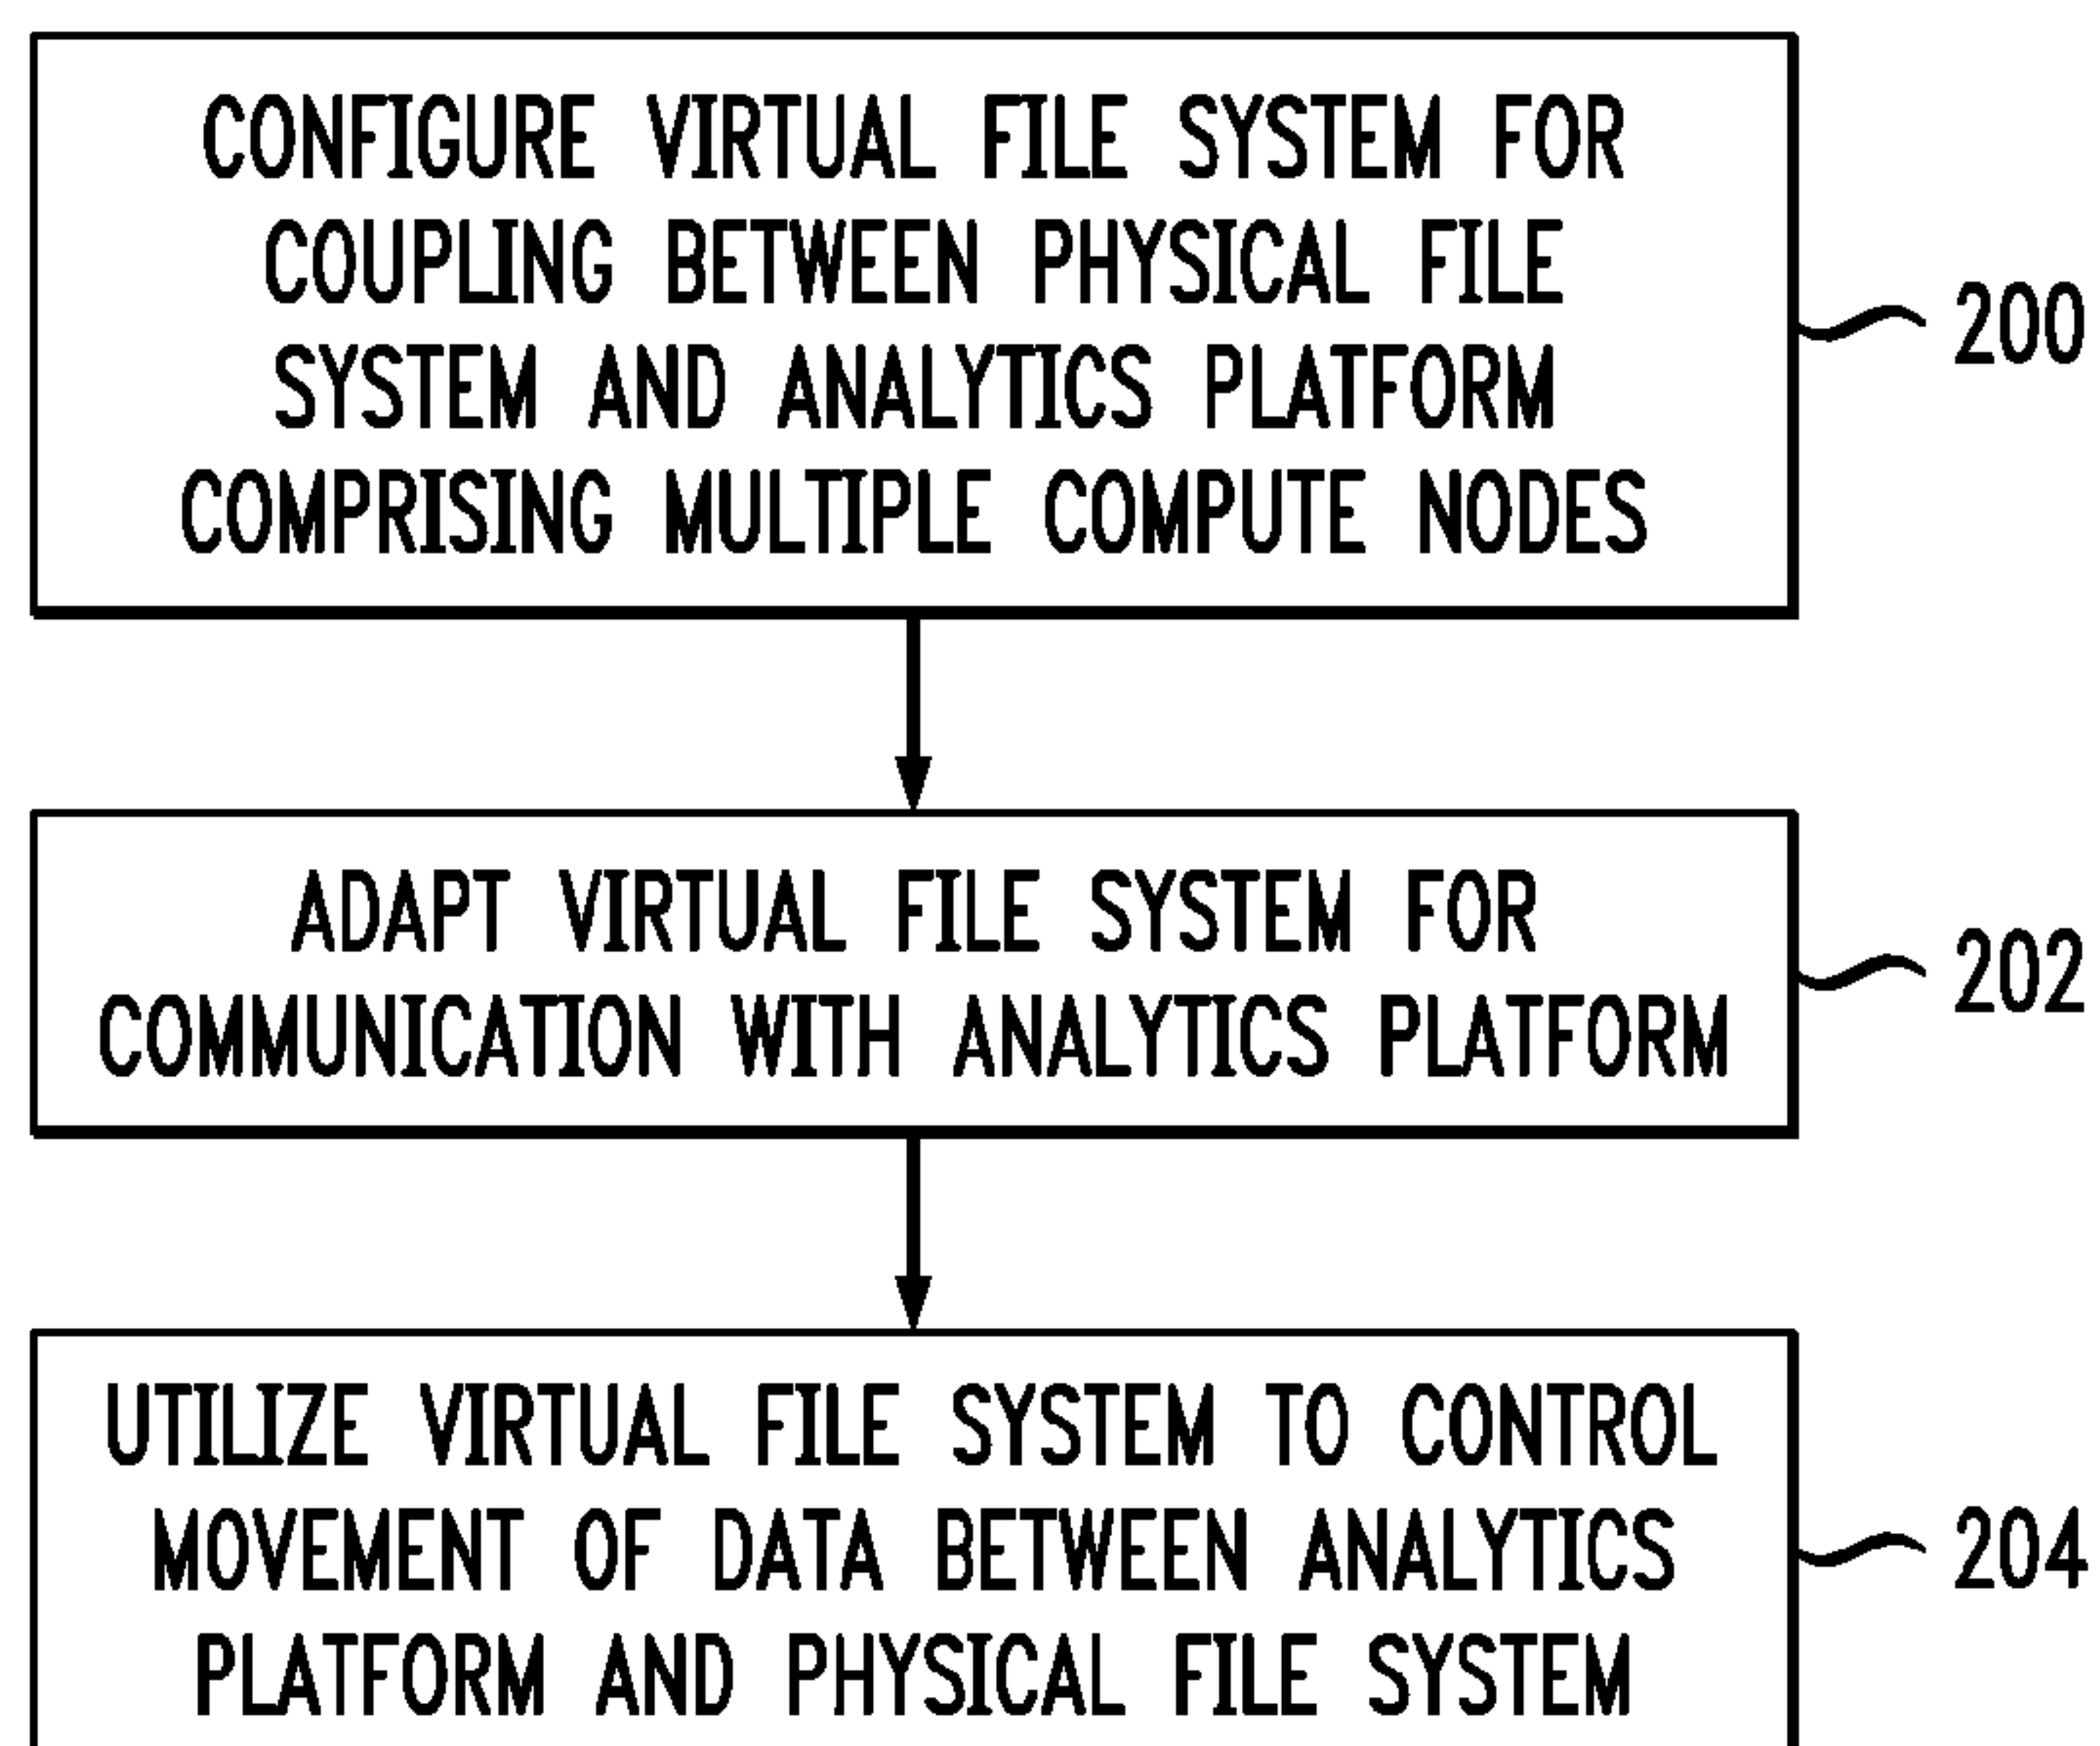 CONFIGURE VIRTUAL FILE SYSTEM FOR
COUPLING BETWEEN PHYSICAL FILE
SYSTEM AND ANALYTICS PLATFORM
COMPRISING MULTIPLE COMPUTE NODES
200
ADAPT VIRTUAL FILE SYSTEM FOR
COMMUNICATION WITH ANALYTICS PLATFORM
202
UTILIZE VIRTUAL FILE SYSTEM TO CONTROL
MOVEMENT OF DATA BETWEEN ANALYTICS
PLATFORM AND PHYSICAL FILE SYSTEM
204